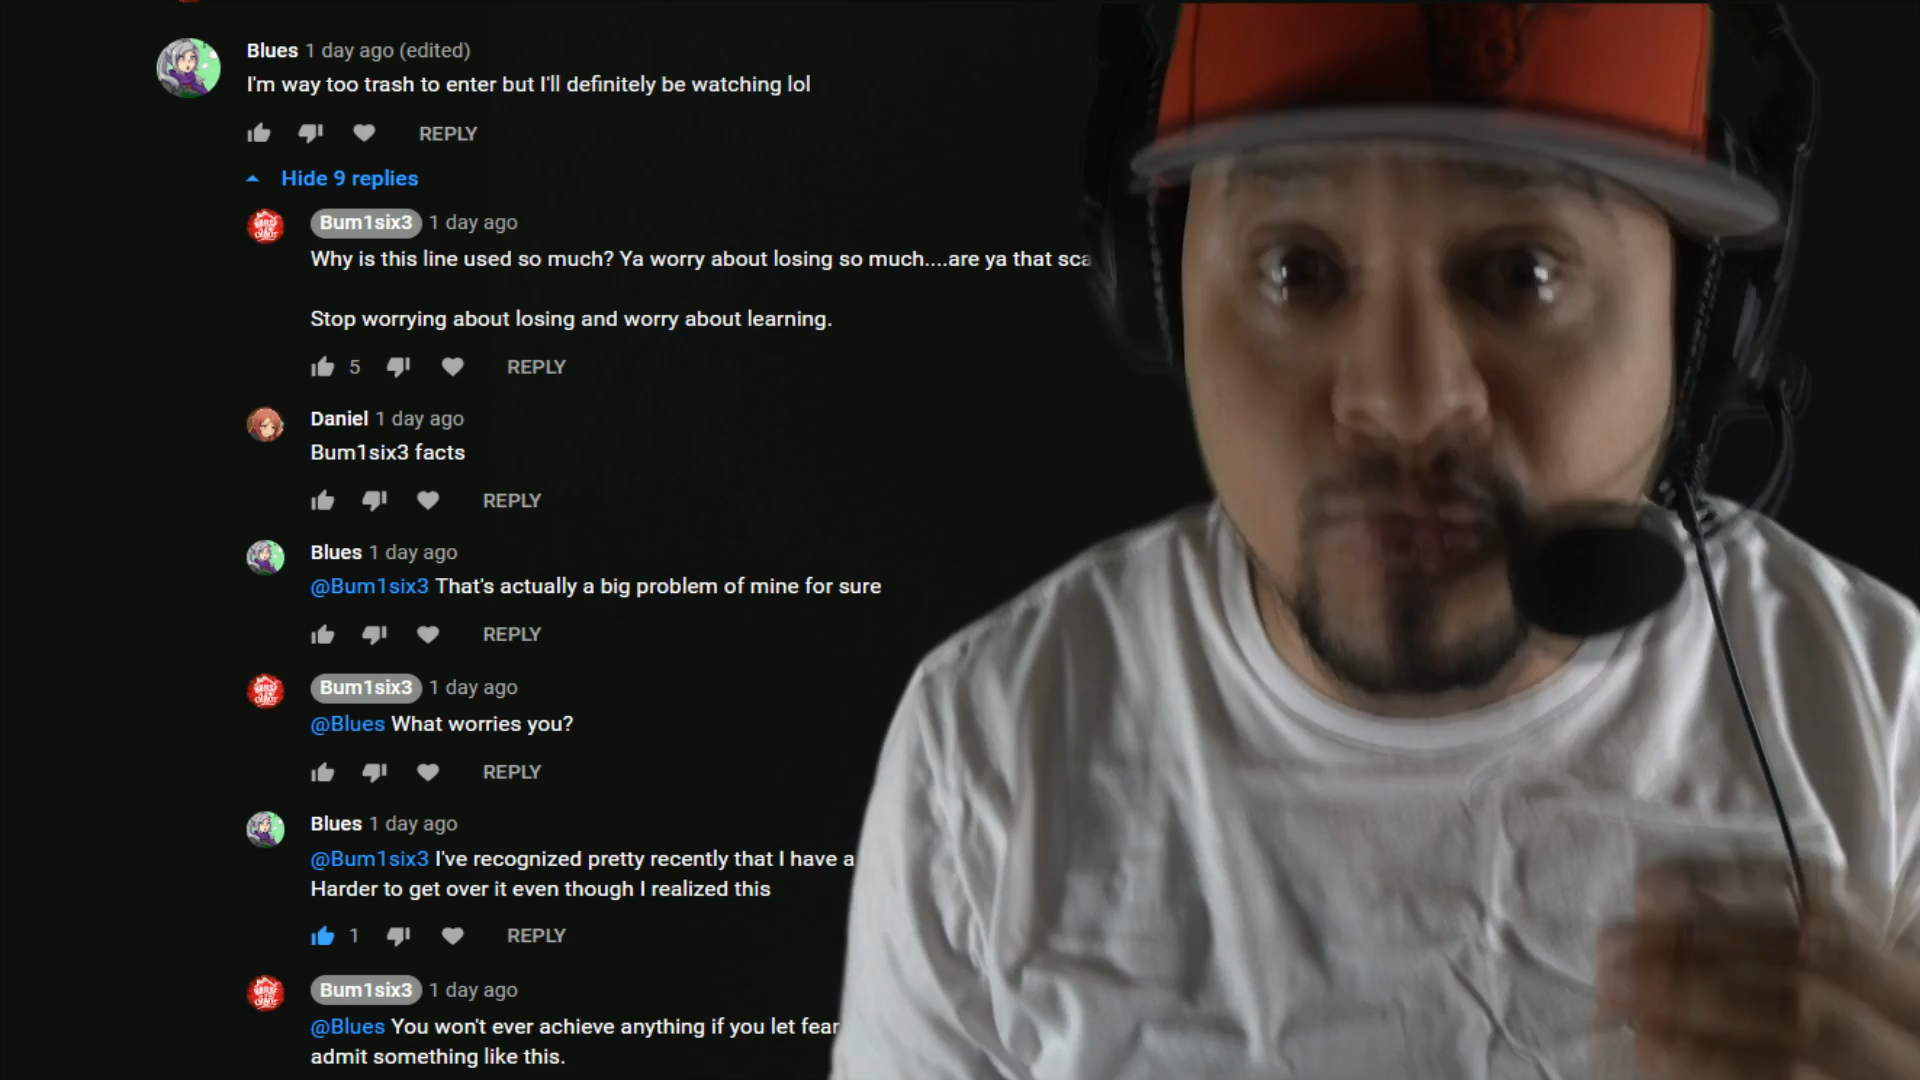 Blues 1 day ago (edited)
I'm way too trash to enter but I'll definitely be watching lol
REPLY
Hide 9 replies
Bum1six3 1 day ago
Why is this line used so much? Ya worry about losing so much....are ya that sca
Stop worrying about losing and worry about learning.
5 REPLY
Daniel 1 day ago
Bum1six3 facts
REPLY
Blues 1 day ago
@Bum1six3 That's actually a big problem of mine for sure
REPLY
Bum1six3 1 day ago
@Blues What worries you?
REPLY
Blues 1 day ago
@Bum1six3 I've recognized pretty recently that I have a
Harder to get over it even though I realized this
1 REPLY
Bum1six3 1 day ago
@Blues You won't ever achieve anything if you let fear
admit something like this.